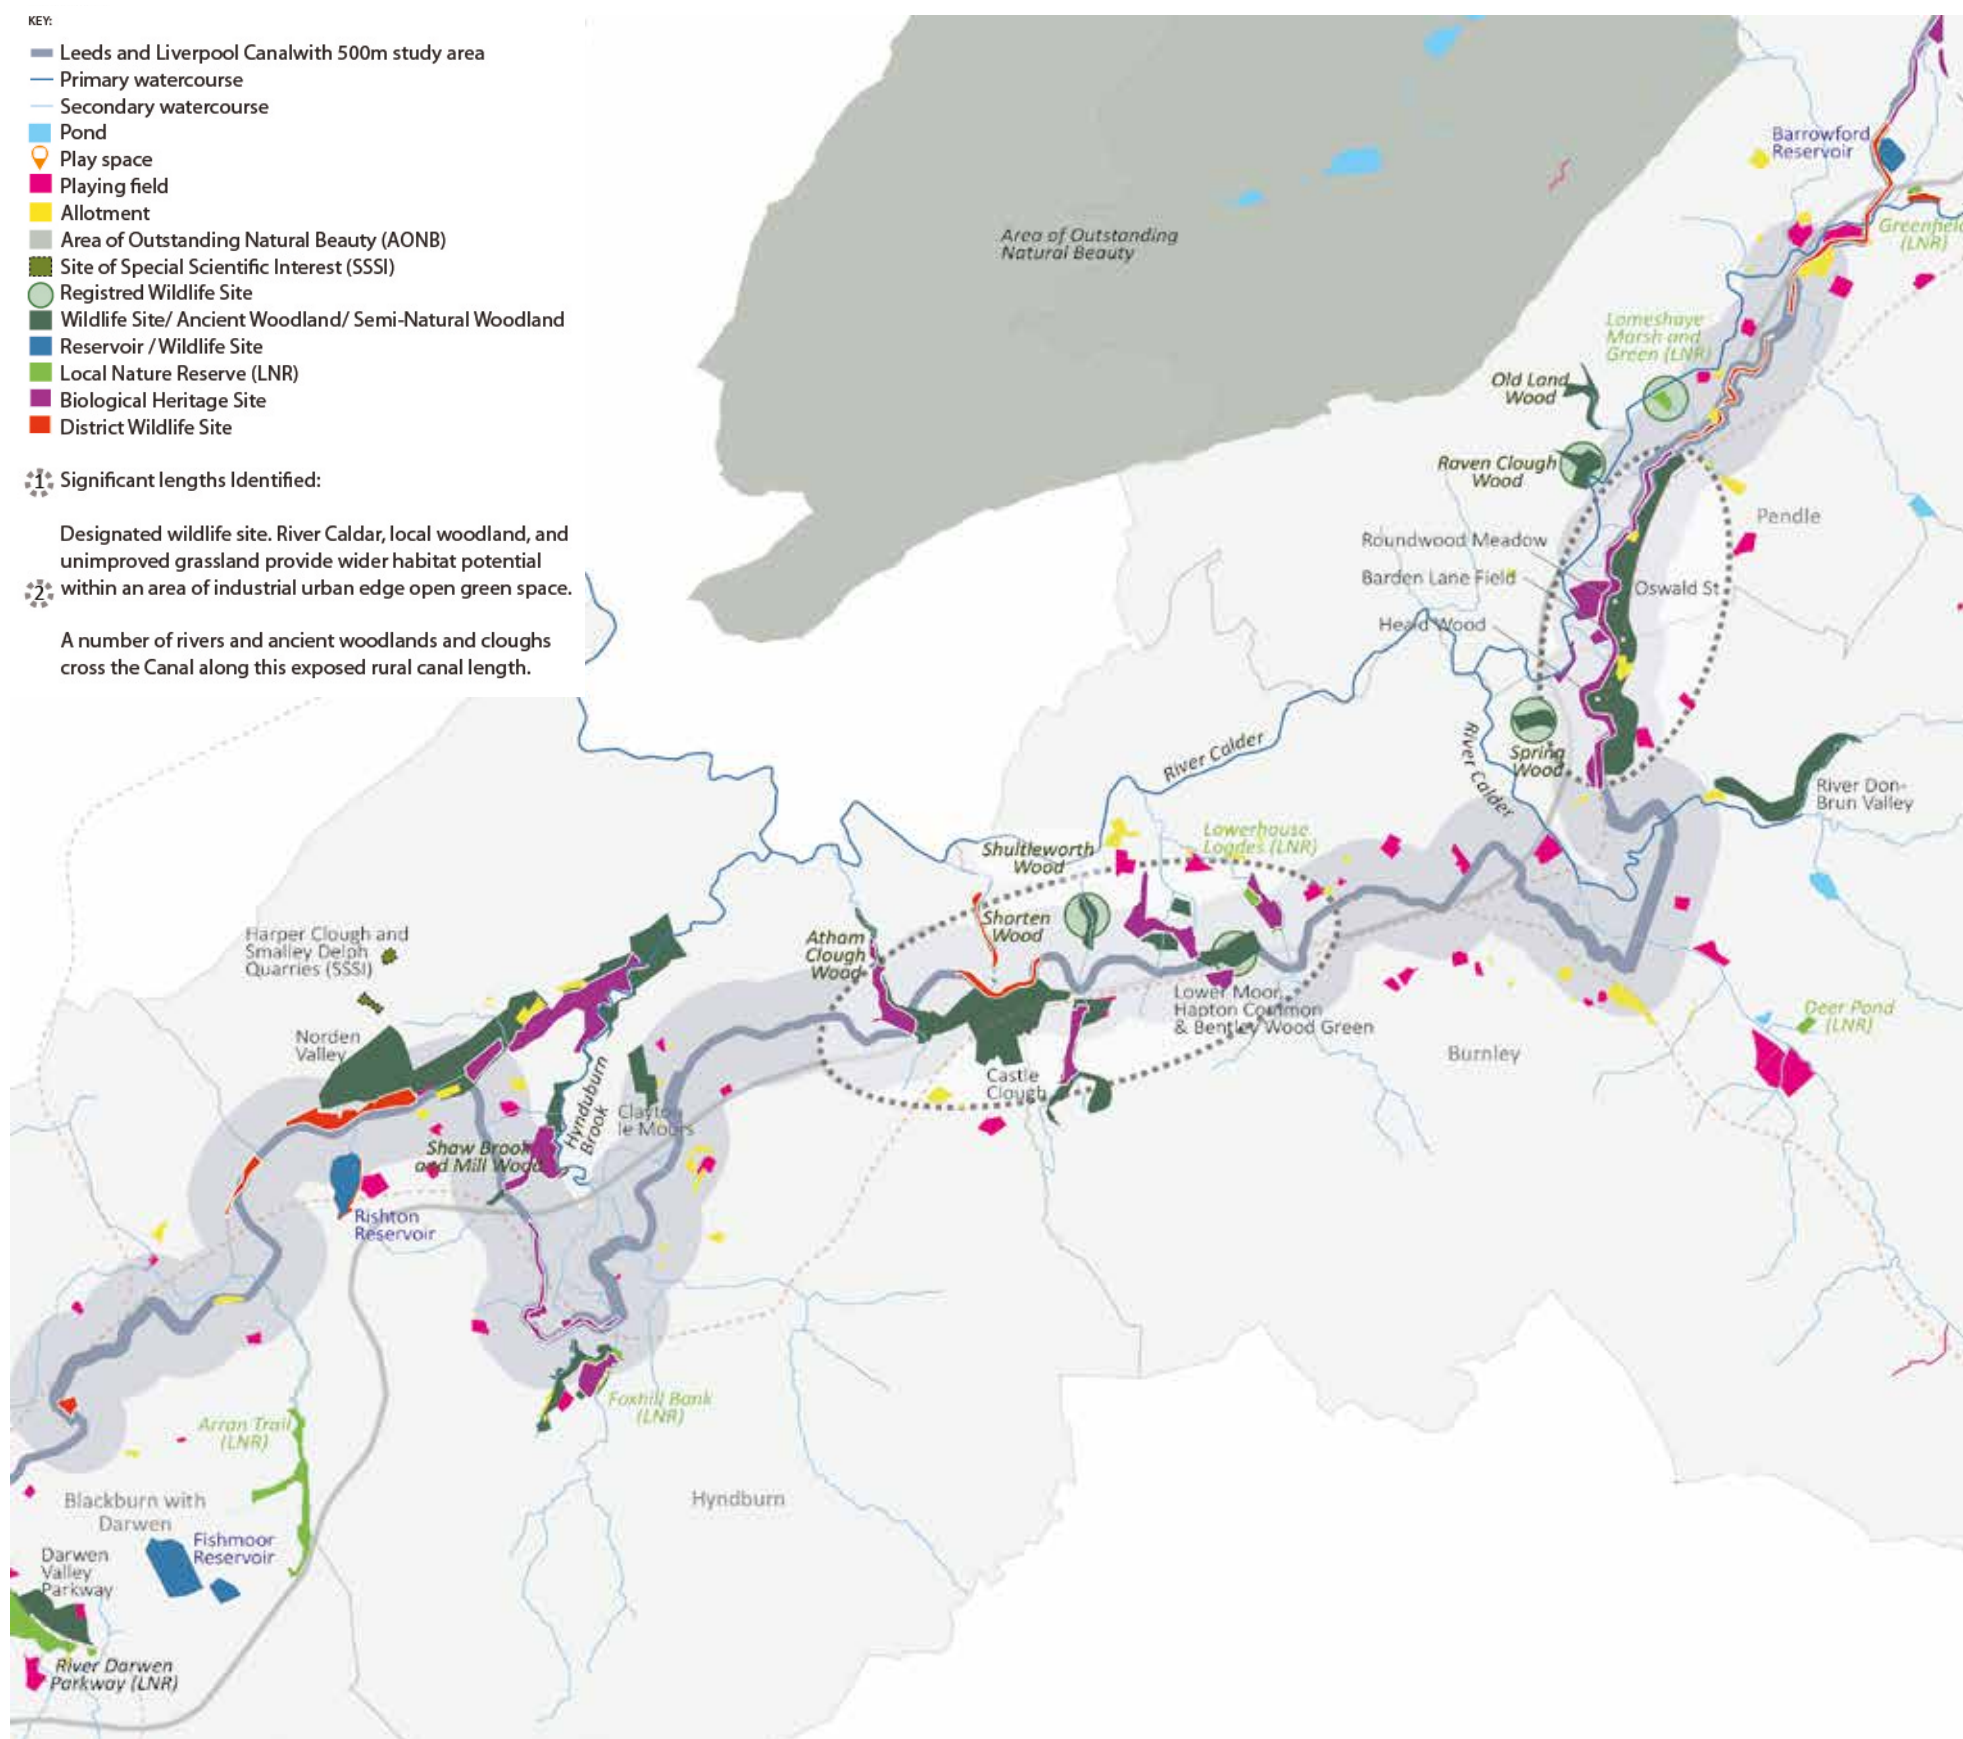 KEY:
Leeds and Liverpool Canalwith 500m study area
Primary watercourse
Secondary watercourse
Pond
Play space
Playing field
Allotment
Area of Outstanding Natural Beauty (AONB)
Site of Special Scientific Interest (SSSI)
Registred Wildlife Site
Wildlife Site/ Ancient Woodland/ Semi-Natural Woodland
Reservoir / Wildlife Site
Local Nature Reserve (LNR)
Biological Heritage Site
District Wildlife Site
1 Significant lengths Identified:
Designated wildlife site. River Caldar, local woodland, and
unimproved grassland provide wider habitat potential
2 within an area of industrial urban edge open green space.
A number of rivers and ancient woodlands and cloughs
cross the Canal along this exposed rural canal length.
Barrowford
Reservoir
Greenfield
(LNR)
Area of Outstanding
Natural Beauty
Lomeshaye
Marsh and
Green (LNR)
Old Land
Wood
Raven Clough
Wood
Pendle
Roundwood Meadow
Barden Lane Field
Oswald St
Heald Wood
River Calder
River Calder
Spring
Wood
River Don-
Brun Valley
Lowerhouse
Logdes (LNR)
Shultleworth
Wood
Shorten
Wood
Atham
Clough
Wood
Harper Clough and
Smalley Delph
Quarries (SSSI)
Norden
Valley
Lower Moor,
Hapton Common
& Bentley Wood Green
Deer Pond
(LNR)
Burnley
Castle
Clough
Hynduburn
Brook
Clayton
le Moors
Shaw Brook
and Mill Wood
Rishton
Reservoir
Foxhill Bank
(LNR)
Arran Trail
(LNR)
Hyndburn
Blackburn with
Darwen
Fishmoor
Reservoir
Darwen
Valley
Parkway
River Darwen
Parkway (LNR)